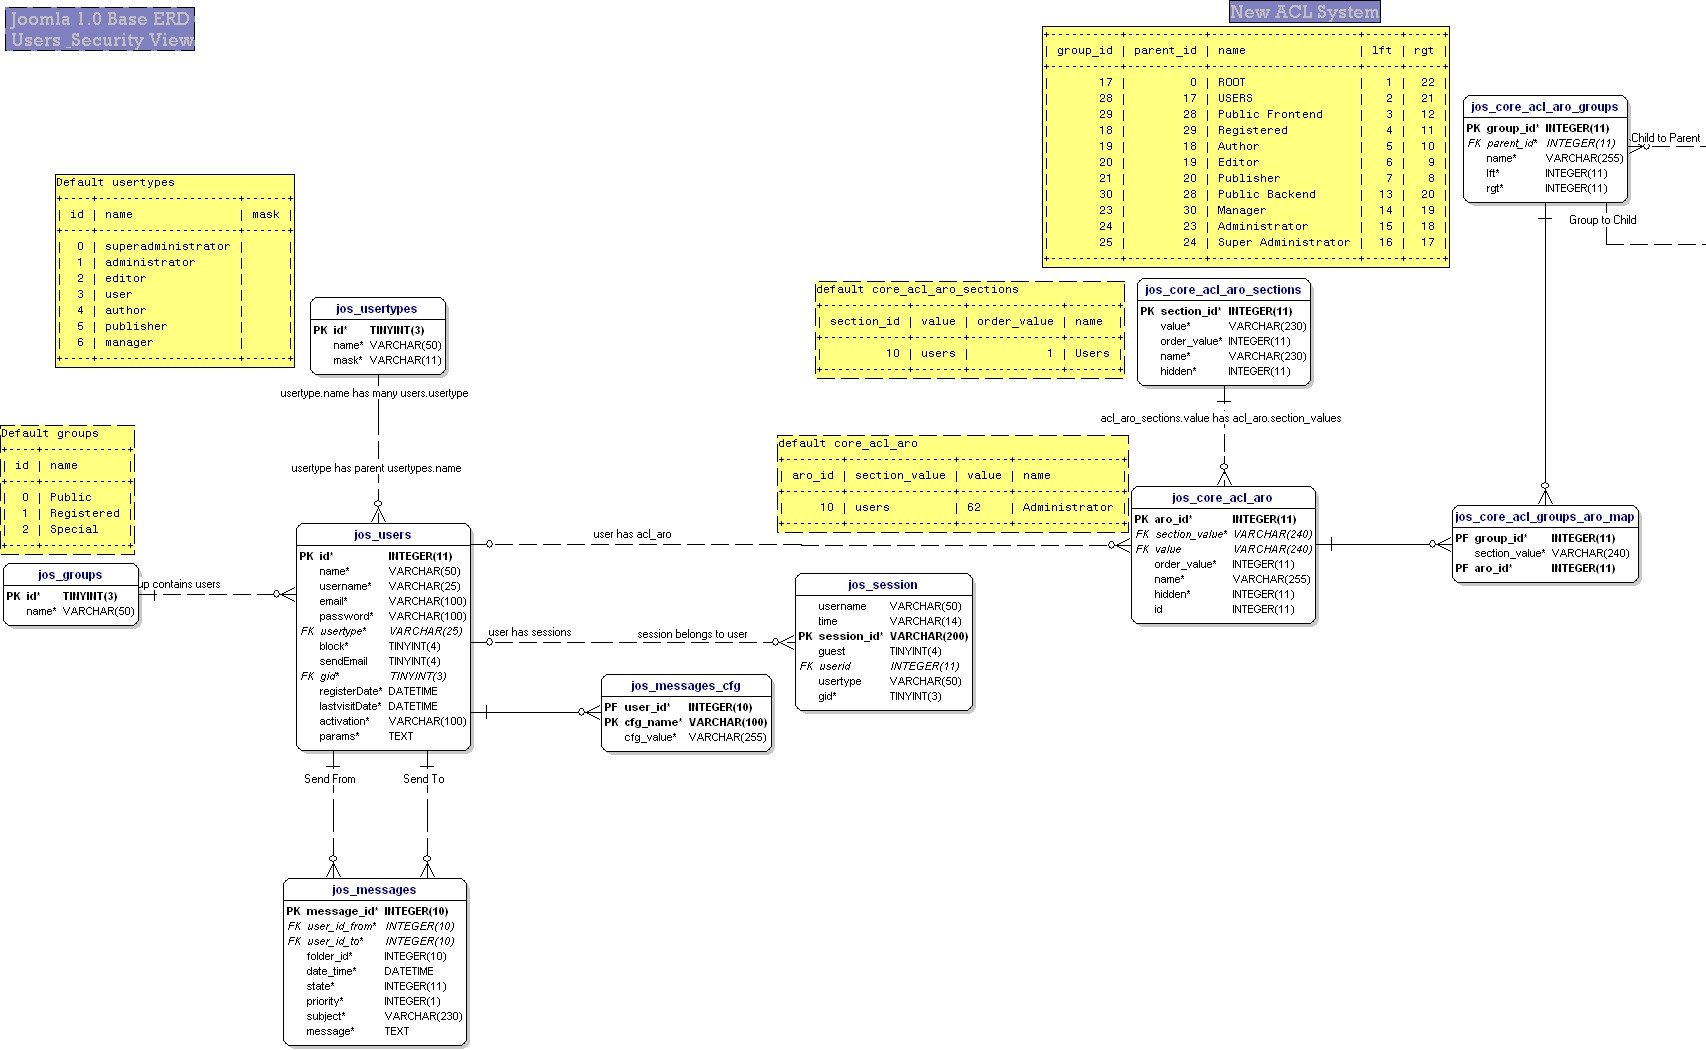 Joomla 1.0 Base ERD
Users_Security View
New ACL System
| group_id | parent_id | name | lft | rgt |
| 17 | 0 | ROOT | 1 | 22 |
| 28 | 17 | USERS | 2 | 21 |
| 29 | 28 | Public Frontend | 3 | 12 |
| 18 | 29 | Registered | 4 | 11 |
| 19 | 18 | Author | 5 | 10 |
| 20 | 19 | Editor | 6 | 9 |
| 21 | 20 | Publisher | 7 | 8 |
| 30 | 28 | Public Backend | 13 | 20 |
| 23 | 30 | Manager | 14 | 19 |
| 24 | 23 | Administrator | 15 | 18 |
| 25 | 24 | Super Administrator | 16 | 17 |
jos_core_acl_aro_groups
PK group_id* INTEGER(11)
FK parent_id* INTEGER(11)
name* VARCHAR(255)
lft* INTEGER(11)
rgt* INTEGER(11)
Child to Parent
Group to Child
Default usertypes
| id | name | mask |
| 0 | superadministrator | |
| 1 | administrator | |
| 2 | editor | |
| 3 | user | |
| 4 | author | |
| 5 | publisher | |
| 6 | manager | |
jos_usertypes
PK id* TINYINT(3)
name* VARCHAR(50)
mask* VARCHAR(11)
usertype.name has many users.usertype
usertype has parent usertypes.name
default core_acl_aro_sections
| section_id | value | order_value | name |
| 10 | users | 1 | Users |
jos_core_acl_aro_sections
PK section_id* INTEGER(11)
value* VARCHAR(230)
order_value* INTEGER(11)
name* VARCHAR(230)
hidden* INTEGER(11)
acl_aro_sections.value has acl_aro.section_values
Default groups
| id | name |
| 0 | Public |
| 1 | Registered |
| 2 | Special |
jos_groups
PK id* TINYINT(3)
name* VARCHAR(50)
up contains users
default core_acl_aro
| aro_id | section_value | value | name
| 10 | users | 62 | Administrator |
jos_core_acl_aro
PK aro_id* INTEGER(11)
FK section_value* VARCHAR(240)
FK value VARCHAR(240)
order_value* INTEGER(11)
name* VARCHAR(255)
hidden* INTEGER(11)
id INTEGER(11)
jos_core_acl_groups_aro_map
PF group_id* INTEGER(11)
section_value* VARCHAR(240)
PF aro_id* INTEGER(11)
jos_users
PK id* INTEGER(11)
name* VARCHAR(50)
username* VARCHAR(25)
email* VARCHAR(100)
password* VARCHAR(100)
FK usertype* VARCHAR(25)
block* TINYINT(4)
sendEmail TINYINT(4)
FK gid* TINYINT(3)
registerDate* DATETIME
lastvisitDate* DATETIME
activation* VARCHAR(100)
params* TEXT
user has acl_aro
user has sessions
session belongs to user
jos_session
username VARCHAR(50)
time VARCHAR(14)
PK session_id* VARCHAR(200)
guest TINYINT(4)
FK userid INTEGER(11)
usertype VARCHAR(50)
gid* TINYINT(3)
jos_messages_cfg
PF user_id* INTEGER(10)
PK cfg_name* VARCHAR(100)
cfg_value* VARCHAR(255)
Send From
Send To
jos_messages
PK message_id* INTEGER(10)
FK user_id_from* INTEGER(10)
FK user_id_to* INTEGER(10)
folder_id* INTEGER(10)
date_time* DATETIME
state* INTEGER(11)
priority* INTEGER(1)
subject* VARCHAR(230)
message* TEXT